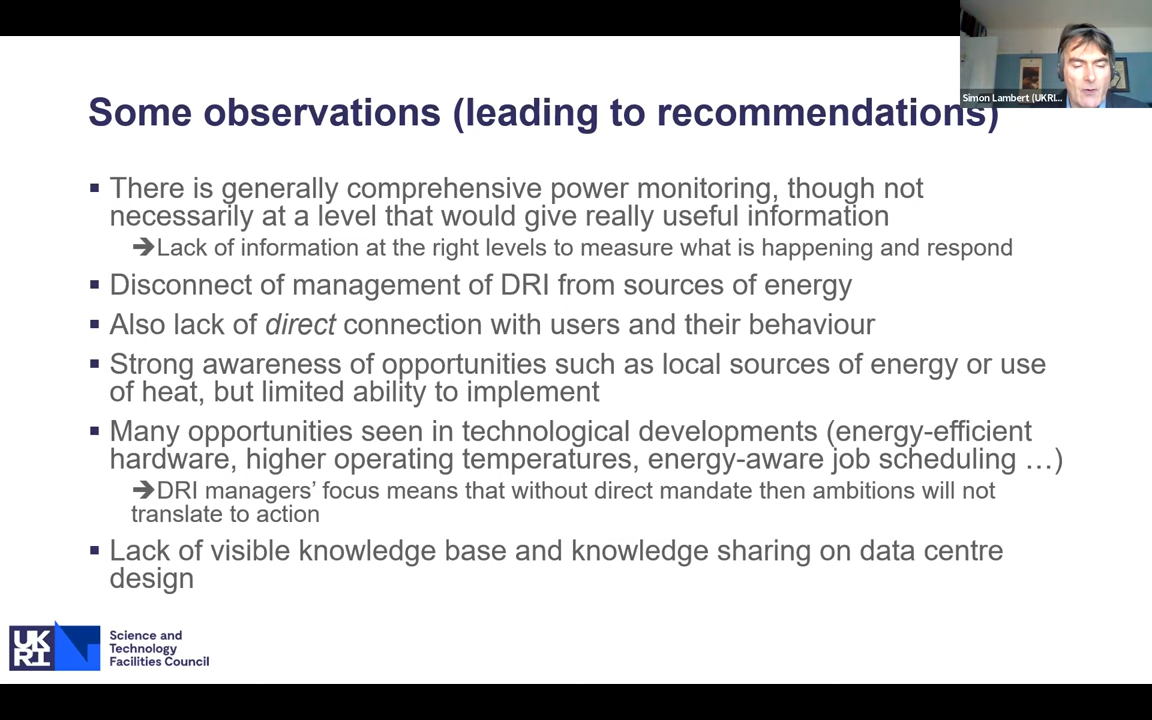 Simon Lambert (UKRI...
Some observations (leading to recommendations)
▪ There is generally comprehensive power monitoring, though not
necessarily at a level that would give really useful information
➔Lack of information at the right levels to measure what is happening and respond
▪ Disconnect of management of DRI from sources of energy
▪ Also lack of direct connection with users and their behaviour
▪ Strong awareness of opportunities such as local sources of energy or use
of heat, but limited ability to implement
▪ Many opportunities seen in technological developments (energy-efficient
hardware, higher operating temperatures, energy-aware job scheduling …)
➔DRI managers’ focus means that without direct mandate then ambitions will not
translate to action
▪ Lack of visible knowledge base and knowledge sharing on data centre
design
UK
RI
Science and
Technology
Facilities Council